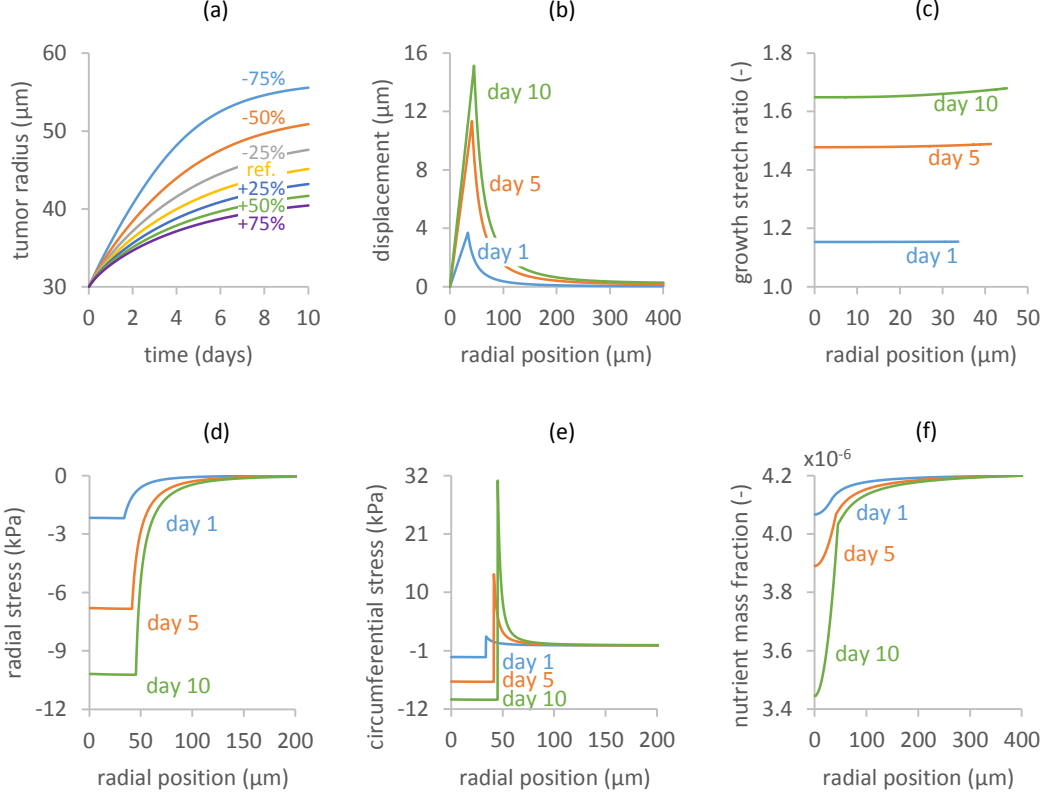 (a)
tumor radius (µm)
60
50
40
30
-75%
-50%
-25%
ref.
+25%
+50%
+75%
0 2 4 6 8 10
time (days)
(b)
displacement (µm)
16
12
8
4
0
day 10
day 5
day 1
0 100 200 300 400
radial position (µm)
(c)
growth stretch ratio (-)
1.8
1.6
1.4
1.2
1.0
day 10
day 5
day 1
0 10 20 30 40 50
radial position (µm)
(d)
radial stress (kPa)
0
-3
-6
-9
-12
day 1
day 5
day 10
0 50 100 150 200
radial position (µm)
(e)
circumferential stress (kPa)
32
21
10
-1
-12
day 1
day 5
day 10
0 50 100 150 200
radial position (µm)
(f)
x10⁻⁶
nutrient mass fraction (-)
4.2
4.0
3.8
3.6
3.4
day 1
day 5
day 10
0 100 200 300 400
radial position (µm)